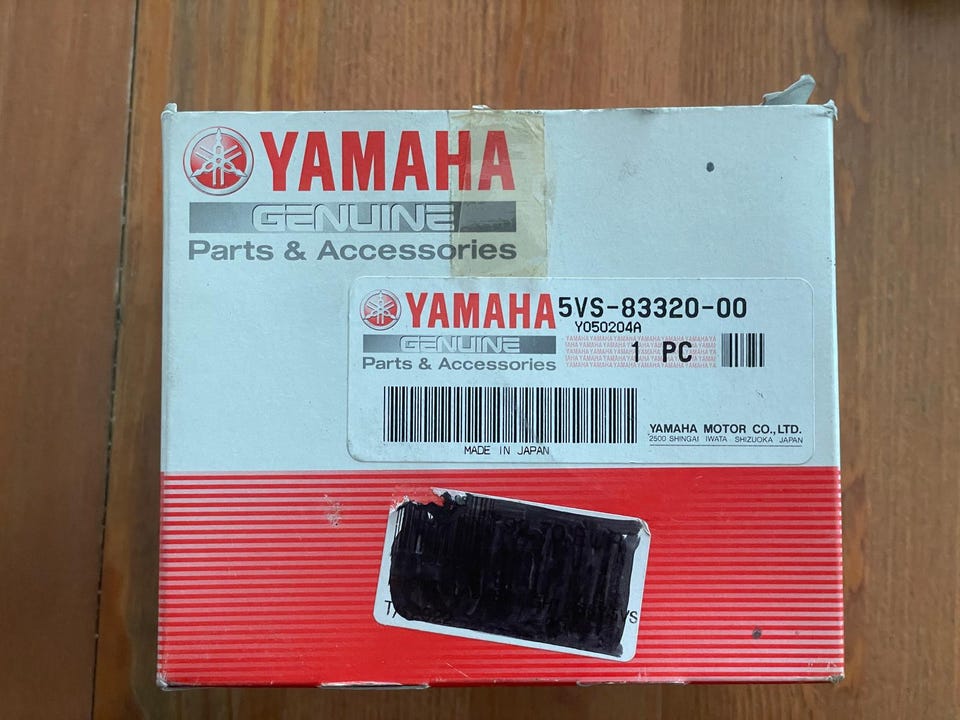 YAMAHA
GENUINE
Parts & Accessories
YAMAHA 5VS-83320-00
Y050204A
GENUINE
1 PC
Parts & Accessories
MADE IN JAPAN
YAMAHA MOTOR CO.,LTD.
2500 SHINGAI IWATA SHIZUOKA JAPAN